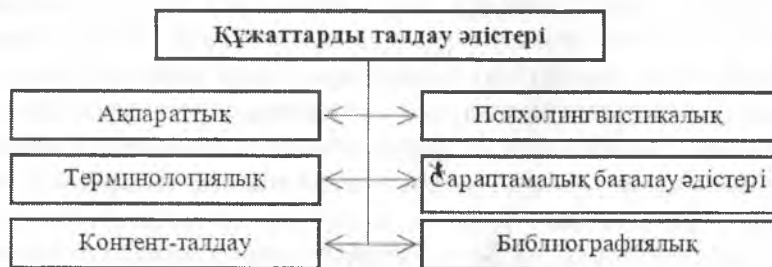 Құжаттарды талдау әдістері
Ақпараттық
Психолингвистикалық
Терминологиялық
Сараптамалық бағалау әдістері
Контент-талдау
Библиографиялық